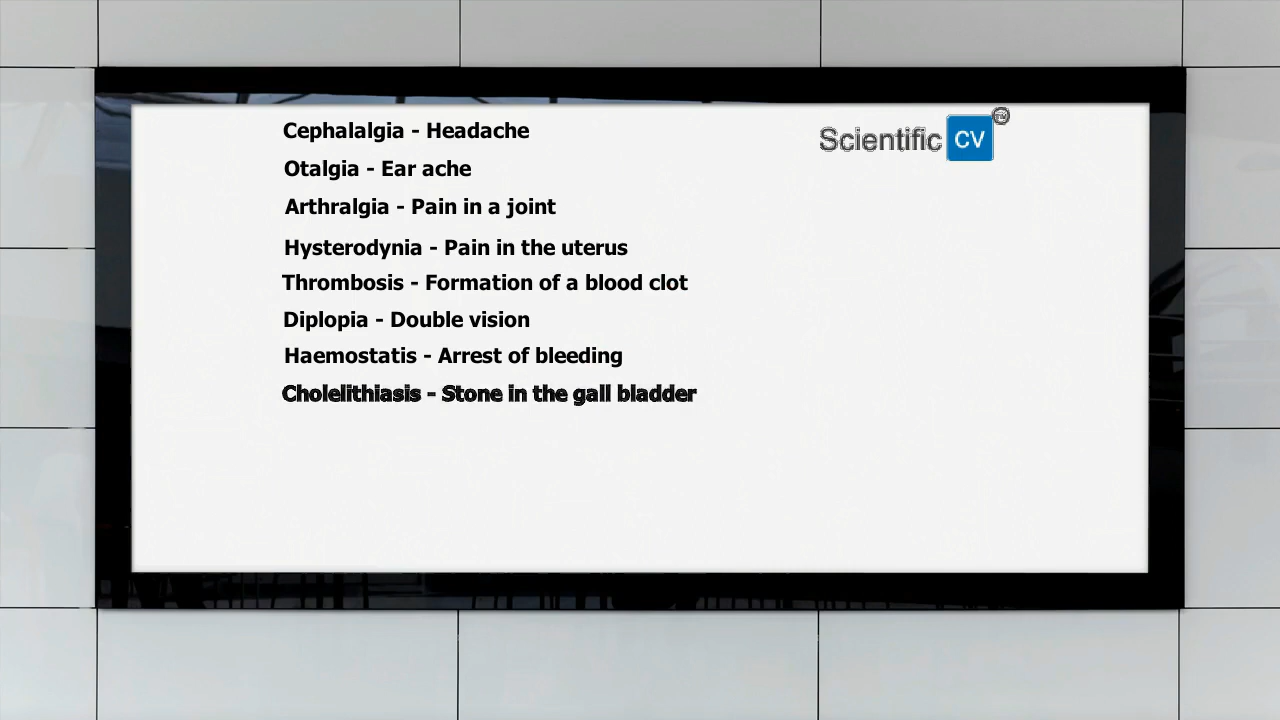 Cephalalgia - Headache
Scientific CV
Otalgia - Ear ache
Arthralgia - Pain in a joint
Hysterodynia - Pain in the uterus
Thrombosis - Formation of a blood clot
Diplopia - Double vision
Haemostatis - Arrest of bleeding
Cholelithiasis - Stone in the gall bladder